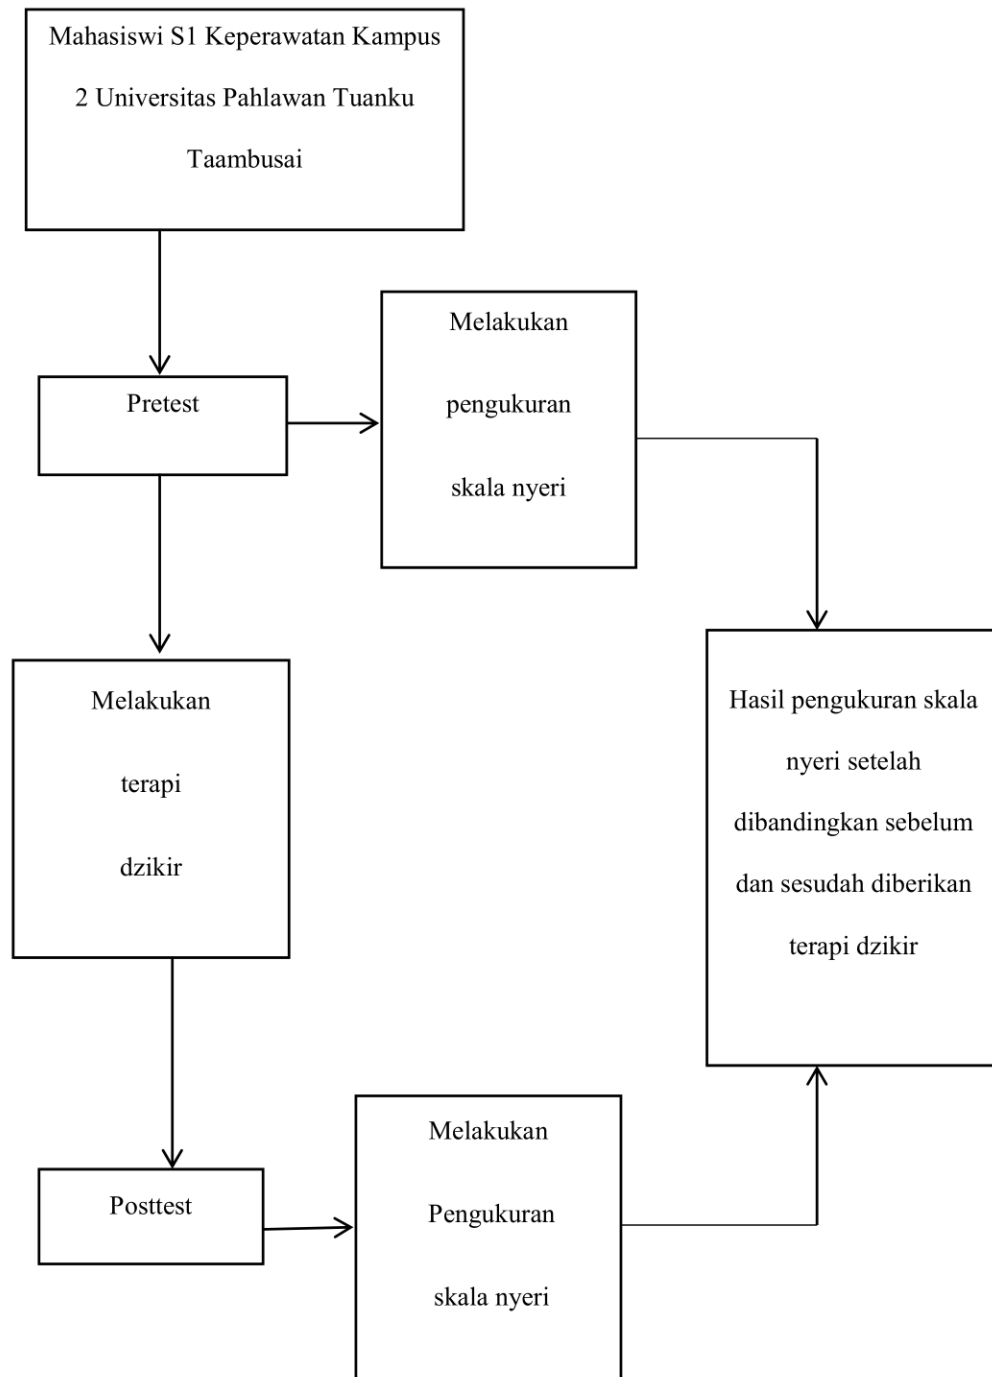 Mahasiswi S1 Keperawatan Kampus
2 Universitas Pahlawan Tuanku
Taambusai
Pretest
Melakukan
pengukuran
skala nyeri
Melakukan
terapi
dzikir
Hasil pengukuran skala
nyeri setelah
dibandingkan sebelum
dan sesudah diberikan
terapi dzikir
Posttest
Melakukan
Pengukuran
skala nyeri